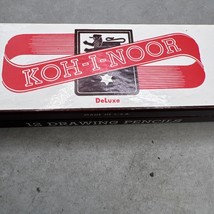 KOH-I-NOOR
DeLuxe
12 DRAWING PENCILS